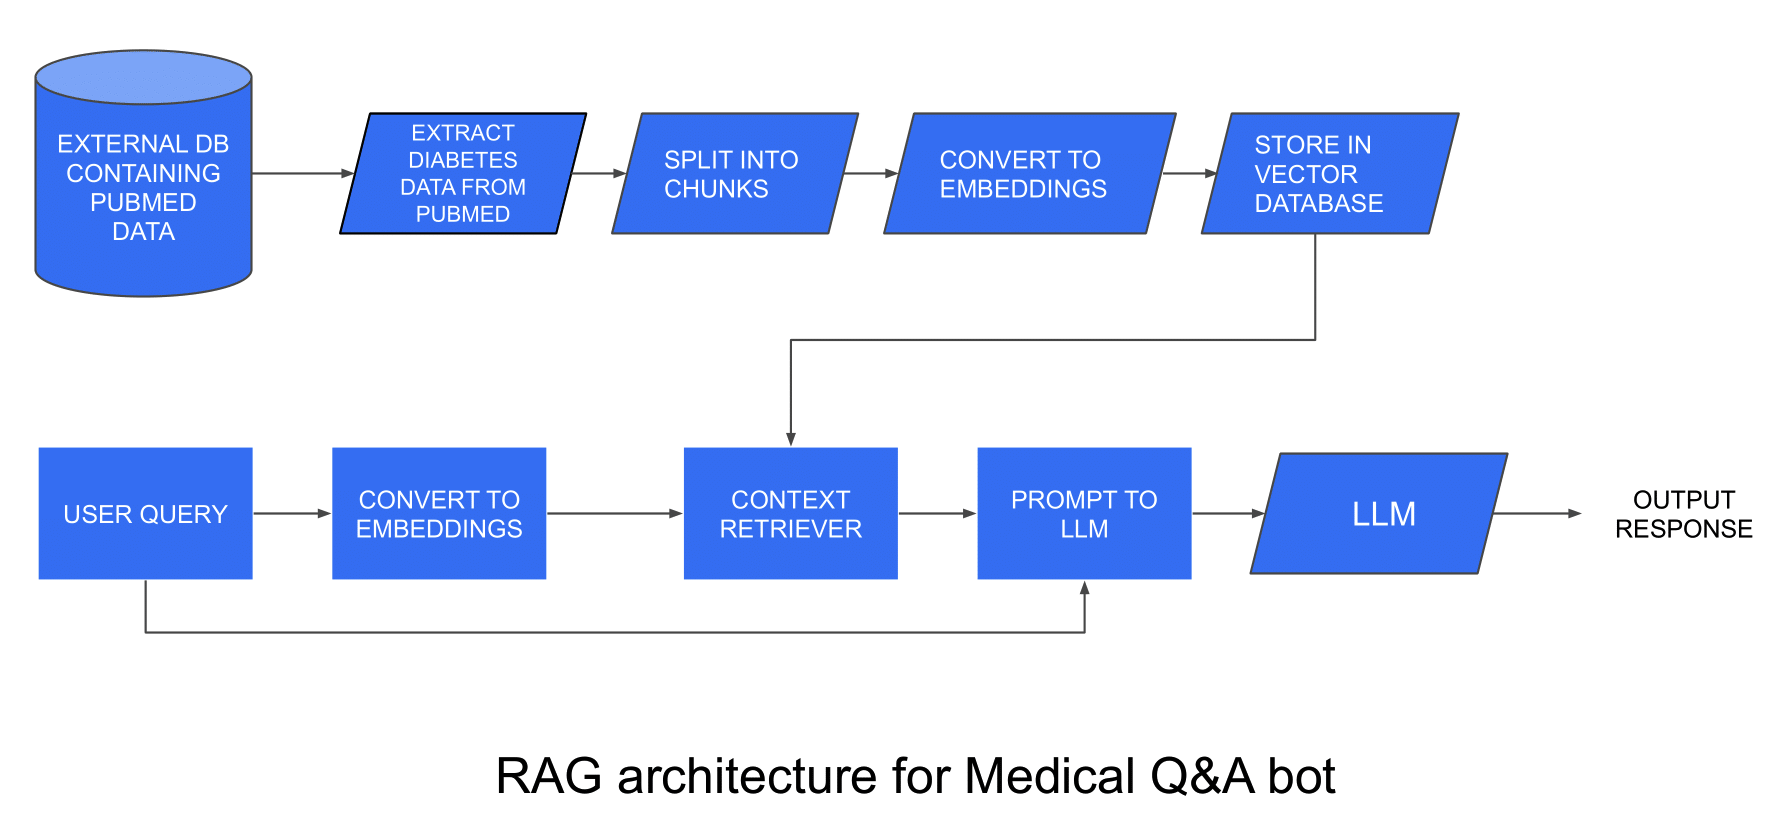 EXTERNAL DB
CONTAINING
PUBMED
DATA
EXTRACT
DIABETES
DATA FROM
PUBMED
SPLIT INTO
CHUNKS
CONVERT TO
EMBEDDINGS
STORE IN
VECTOR
DATABASE
USER QUERY
CONVERT TO
EMBEDDINGS
CONTEXT
RETRIEVER
PROMPT TO
LLM
LLM
OUTPUT
RESPONSE
RAG architecture for Medical Q&A bot